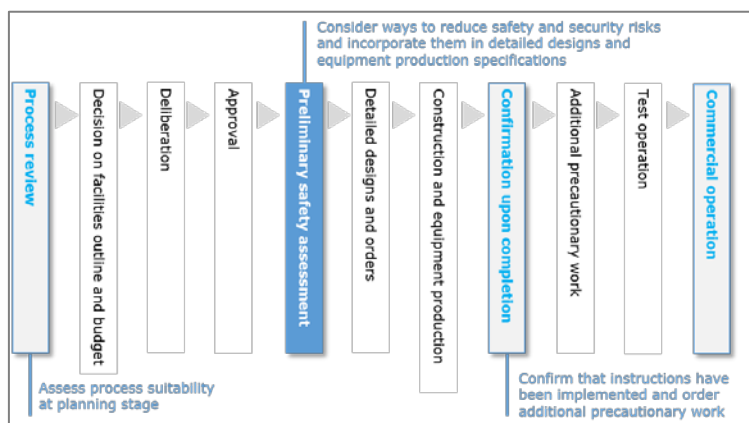 Consider ways to reduce safety and security risks
and incorporate them in detailed designs and
equipment production specifications
Process review
Decision on facilities outline and budget
Deliberation
Approval
Preliminary safety assessment
Detailed designs and orders
Construction and equipment production
Confirmation upon completion
Additional precautionary work
Test operation
Commercial operation
Assess process suitability
at planning stage
Confirm that instructions have
been implemented and order
additional precautionary work